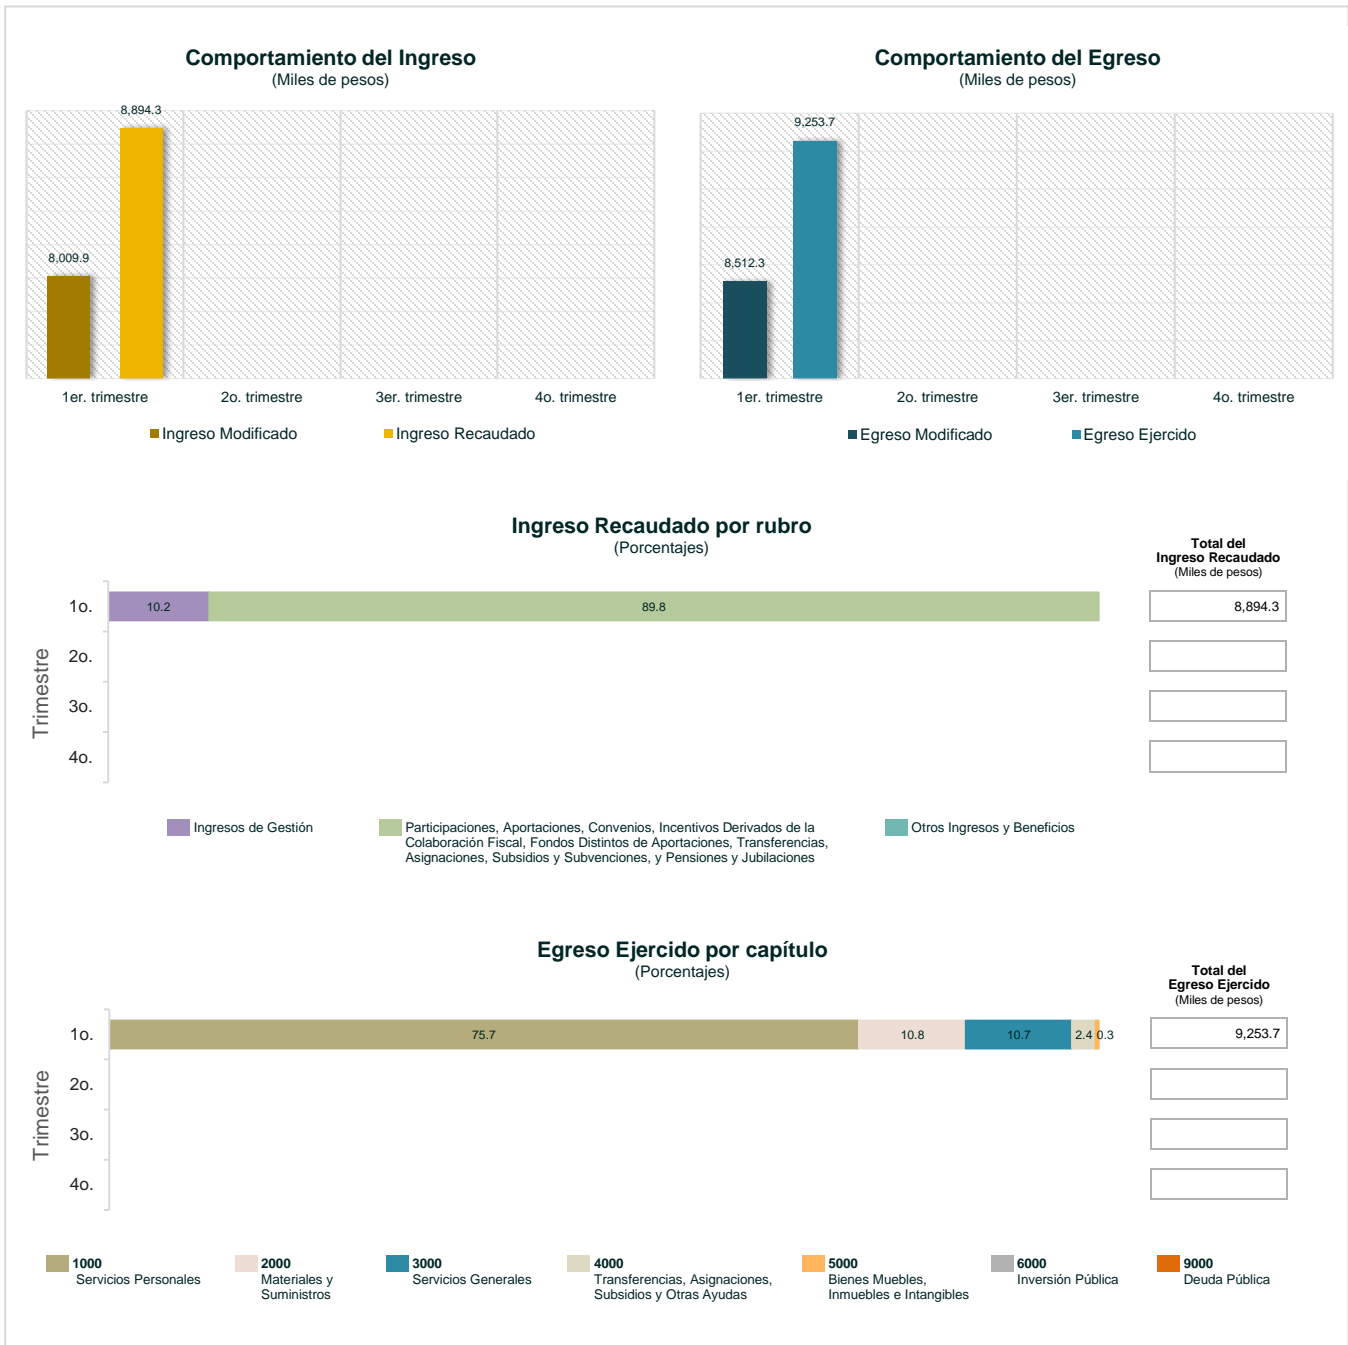 Comportamiento del Ingreso
(Miles de pesos)
8,894.3
8,009.9
1er. trimestre
2o. trimestre
3er. trimestre
4o. trimestre
Ingreso Modificado
Ingreso Recaudado
Comportamiento del Egreso
(Miles de pesos)
9,253.7
8,512.3
1er. trimestre
2o. trimestre
3er. trimestre
4o. trimestre
Egreso Modificado
Egreso Ejercido
Ingreso Recaudado por rubro
(Porcentajes)
Total del
Ingreso Recaudado
(Miles de pesos)
Trimestre
1o.
10.2
89.8
8,894.3
2o.
3o.
4o.
Ingresos de Gestión
Participaciones, Aportaciones, Convenios, Incentivos Derivados de la
Colaboración Fiscal, Fondos Distintos de Aportaciones, Transferencias,
Asignaciones, Subsidios y Subvenciones, y Pensiones y Jubilaciones
Otros Ingresos y Beneficios
Egreso Ejercido por capítulo
(Porcentajes)
Total del
Egreso Ejercido
(Miles de pesos)
Trimestre
1o.
75.7
10.8
10.7
2.4
0.3
9,253.7
2o.
3o.
4o.
1000
Servicios Personales
2000
Materiales y
Suministros
3000
Servicios Generales
4000
Transferencias, Asignaciones,
Subsidios y Otras Ayudas
5000
Bienes Muebles,
Inmuebles e Intangibles
6000
Inversión Pública
9000
Deuda Pública